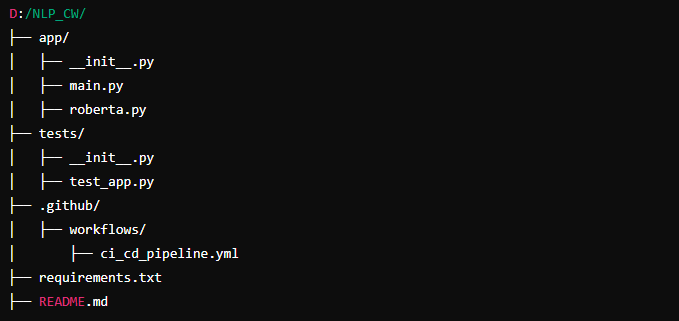 D:/NLP_CW/
├── app/
│   ├── __init__.py
│   ├── main.py
│   ├── roberta.py
├── tests/
│   ├── __init__.py
│   ├── test_app.py
├── .github/
│   ├── workflows/
│       ├── ci_cd_pipeline.yml
├── requirements.txt
├── README.md